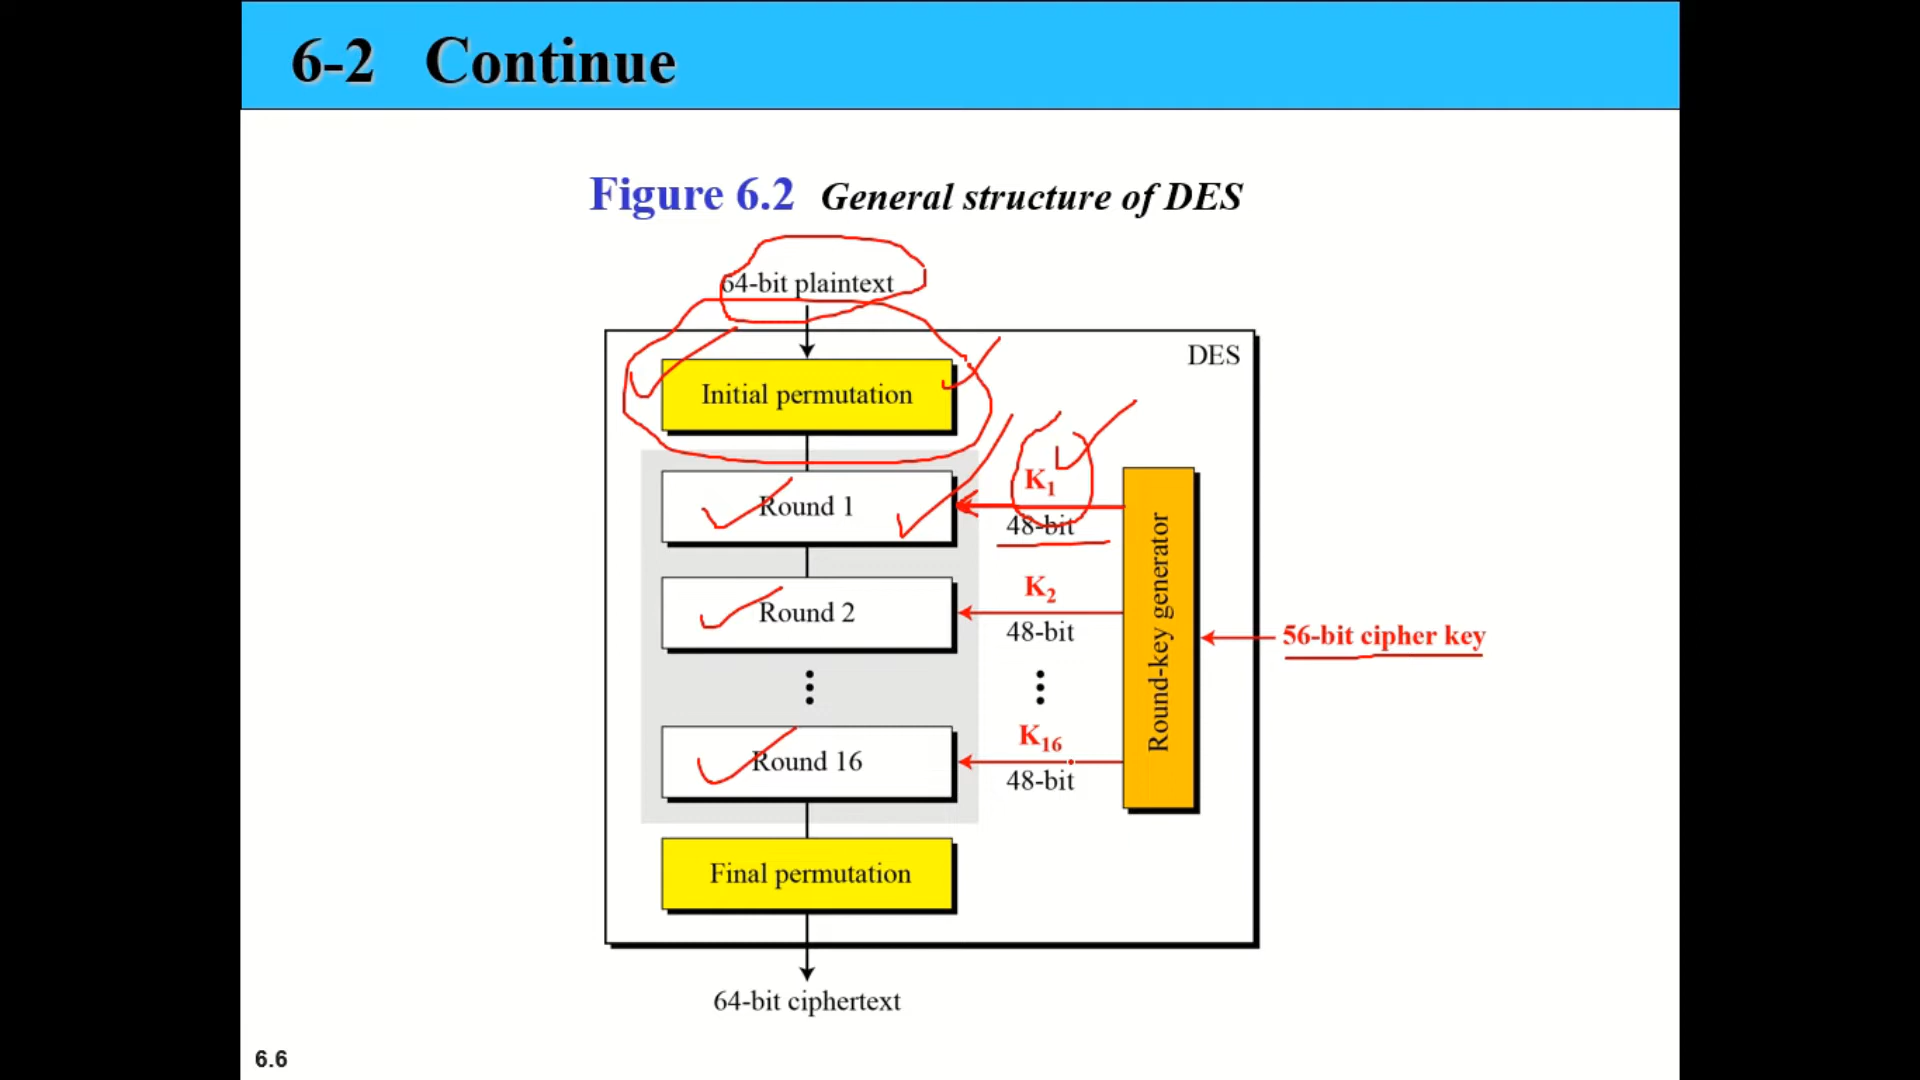 6-2 Continue
Figure 6.2 General structure of DES
64-bit plaintext
DES
Initial permutation
K1
Round 1
48-bit
K2
Round 2
48-bit
Round-key generator
56-bit cipher key
K16
Round 16
48-bit
Final permutation
64-bit ciphertext
6.6